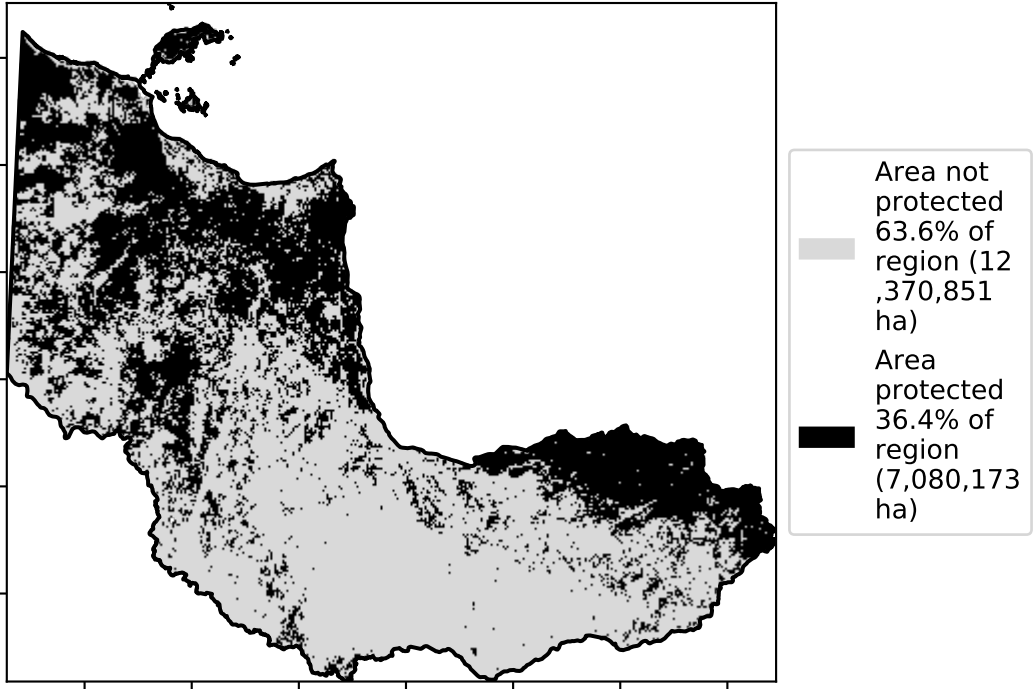 Area not
protected
63.6% of
region (12
,370,851
ha)
Area
protected
36.4% of
region
(7,080,173
ha)